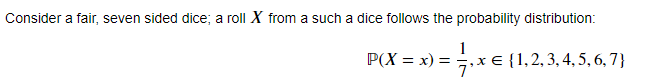 Consider a fair, seven sided dice; a roll X from a such a dice follows the probability distribution:
ℙ(X = x) = 1/7, x ∈ {1, 2, 3, 4, 5, 6, 7}